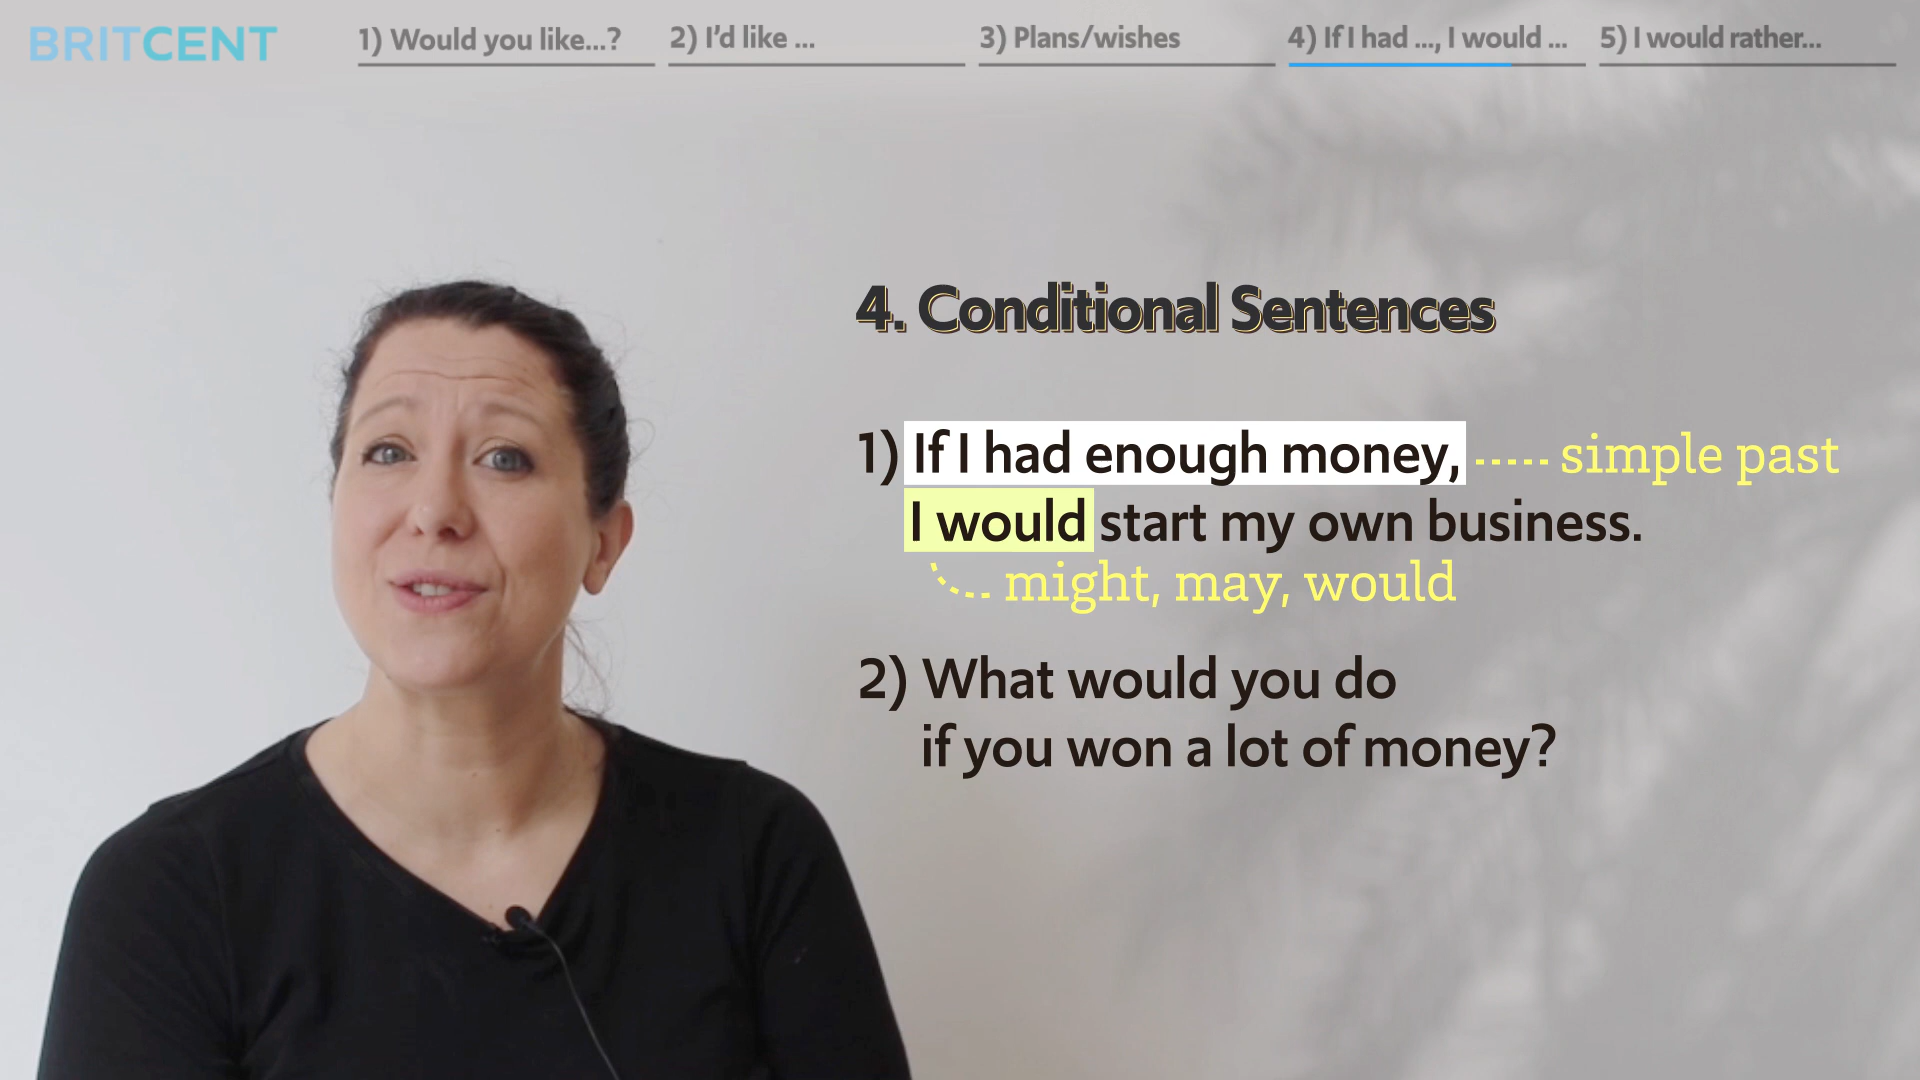 BRITCENT
1) Would you like...?
2) I'd like ...
3) Plans/wishes
4) If I had ..., I would ...
5) I would rather...
4. Conditional Sentences
1) If I had enough money, ----- simple past
I would start my own business.
might, may, would
2) What would you do
if you won a lot of money?